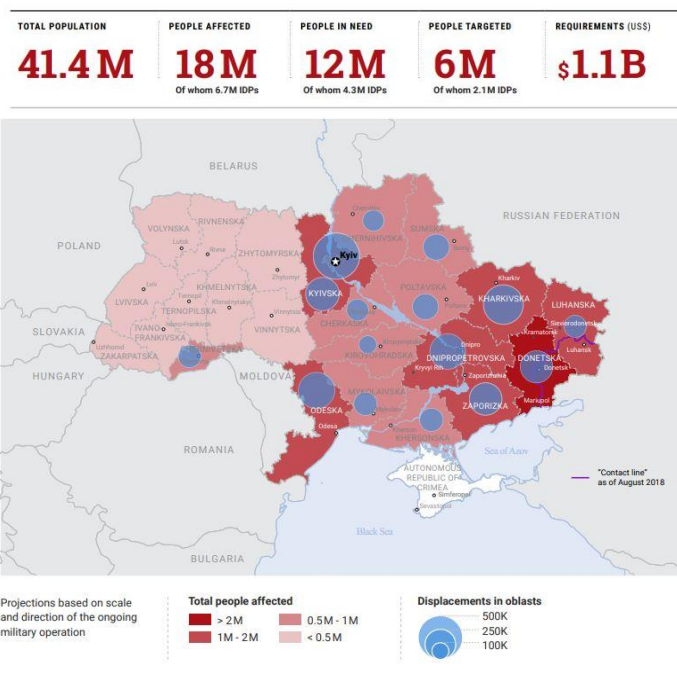 TOTAL POPULATION
41.4 M
PEOPLE AFFECTED
18 M
Of whom 6.7M IDPs
PEOPLE IN NEED
12 M
Of whom 4.3M IDPs
PEOPLE TARGETED
6 M
Of whom 2.1M IDPs
REQUIREMENTS (US$)
$1.1B
BELARUS
RUSSIAN FEDERATION
POLAND
SLOVAKIA
HUNGARY
MOLDOVA
ROMANIA
BULGARIA
VOLYNSKA
Lutsk
RIVNENSKA
Rivne
ZHYTOMYRSKA
Zhytomyr
Kyiv
KYIVSKA
SUMSKA
LVIVSKA
Lviv
TERNOPILSKA
Ternopil
KHMELNYTSKA
Khmelnytskyi
IVANO
FRANKIVSKA
Ivano-Frankivsk
Uzhhorod
ZAKARPATSKA
VINNYTSKA
Vinnytsia
CHERKASKA
POLTAVSKA
Poltava
Kharkiv
KHARKIVSKA
LUHANSKA
Sievierodonetsk
Luhansk
Kramatorsk
KIROVOHRADSKA
Dnipro
DNIPROPETROVSKA
Kryvyi Rih
DONETSKA
Donetsk
Mariupol
Zaporizhzhia
ZAPORIZKA
MYKOLAIVSKA
Mykolaiv
ODESKA
Odesa
Kherson
KHERSONSKA
AUTONOMOUS
REPUBLIC OF
CRIMEA
Simferopol
Sevastopol
Sea of Azov
Black Sea
"Contact line"
as of August 2018
Projections based on scale
and direction of the ongoing
military operation
Total people affected
> 2M
1M - 2M
0.5M - 1M
< 0.5M
Displacements in oblasts
500K
250K
100K